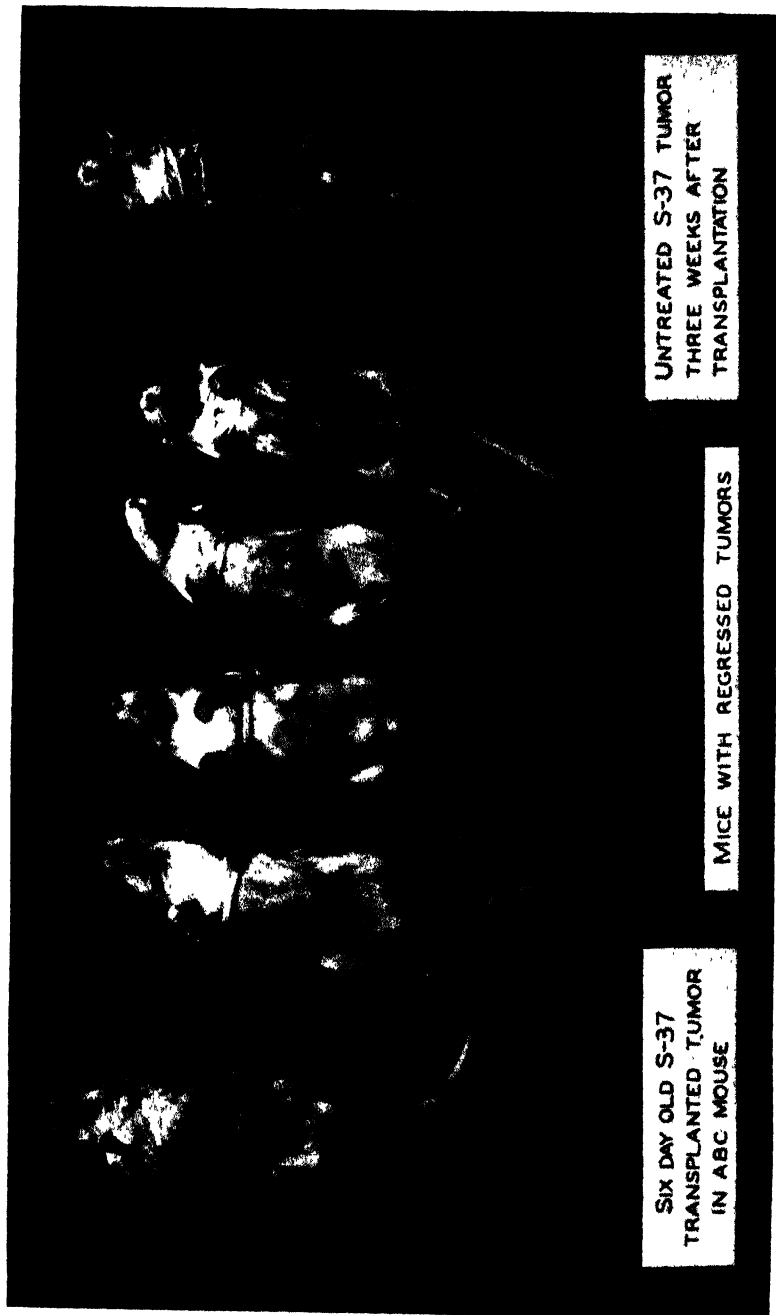 SIX DAY OLD S-37
TRANSPLANTED TUMOR
IN ABC MOUSE
MICE WITH REGRESSED TUMORS
UNTREATED S-37 TUMOR
THREE WEEKS AFTER
TRANSPLANTATION